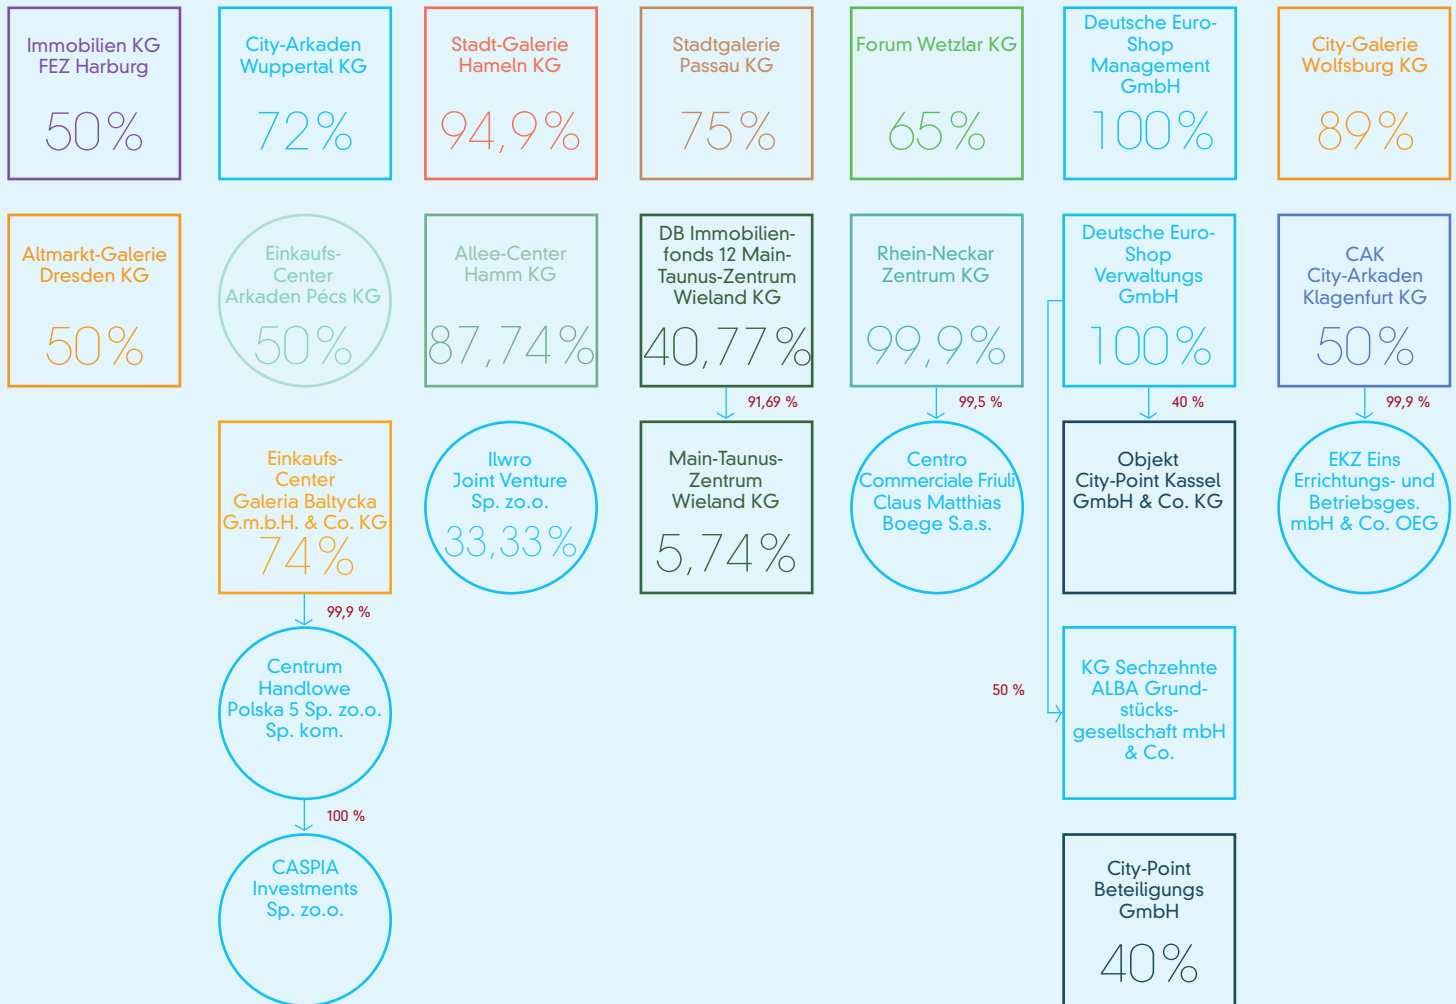 Immobilien KG
FEZ Harburg
50%
City-Arkaden
Wuppertal KG
72%
Stadt-Galerie
Hameln KG
94,9%
Stadtgalerie
Passau KG
75%
Forum Wetzlar KG
65%
Deutsche Euro-
Shop
Management
GmbH
100%
City-Galerie
Wolfsburg KG
89%
Altmarkt-Galerie
Dresden KG
50%
Einkaufs-
Center
Arkaden Pécs KG
50%
Allee-Center
Hamm KG
87,74%
DB Immobilien-
fonds 12 Main-
Taunus-Zentrum
Wieland KG
40,77%
Rhein-Neckar
Zentrum KG
99,9%
Deutsche Euro-
Shop
Verwaltungs
GmbH
100%
CAK
City-Arkaden
Klagenfurt KG
50%
91,69 %
99,5 %
40 %
99,9 %
Einkaufs-
Center
Galeria Baltycka
G.m.b.H. & Co. KG
74%
Ilwro
Joint Venture
Sp. zo.o.
33,33%
Main-Taunus-
Zentrum
Wieland KG
5,74%
Centro
Commerciale Friuli
Claus Matthias
Boege S.a.s.
Objekt
City-Point Kassel
GmbH & Co. KG
EKZ Eins
Errichtungs- und
Betriebsges.
mbH & Co. OEG
99,9 %
Centrum
Handlowe
Polska 5 Sp. zo.o.
Sp. kom.
50 %
KG Sechzehnte
ALBA Grund-
stücks-
gesellschaft mbH
& Co.
100 %
CASPIA
Investments
Sp. zo.o.
City-Point
Beteiligungs
GmbH
40%